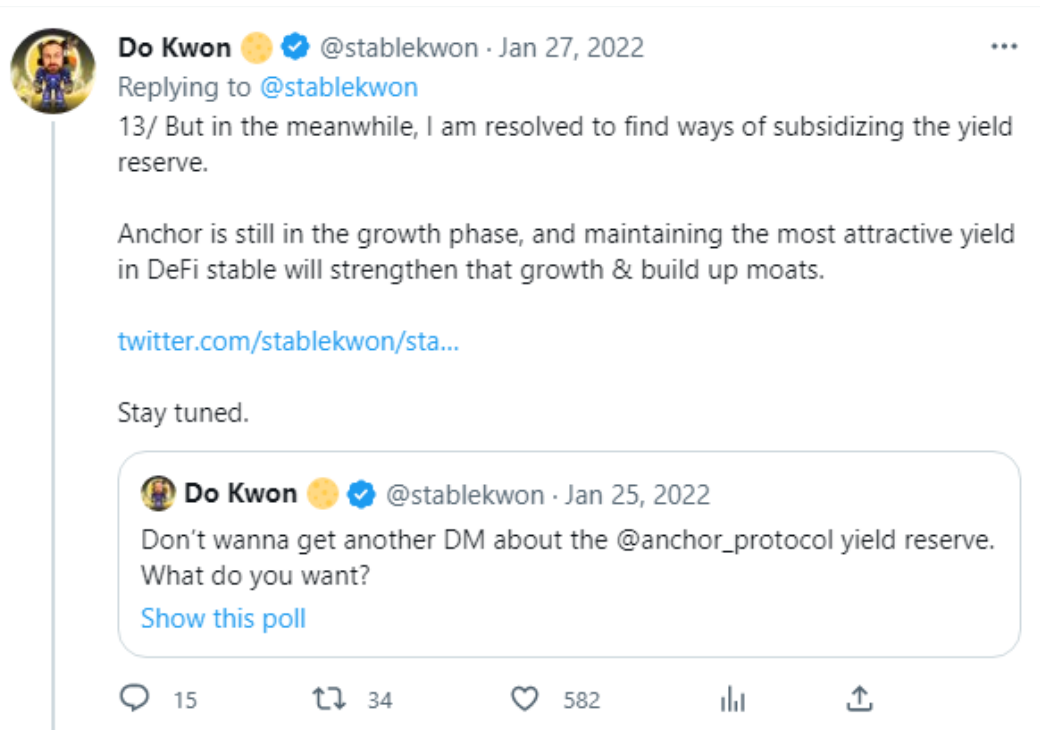 Do Kwon @stablekwon · Jan 27, 2022
Replying to @stablekwon
13/ But in the meanwhile, I am resolved to find ways of subsidizing the yield
reserve.
Anchor is still in the growth phase, and maintaining the most attractive yield
in DeFi stable will strengthen that growth & build up moats.
twitter.com/stablekwon/sta...
Stay tuned.
Do Kwon @stablekwon · Jan 25, 2022
Don't wanna get another DM about the @anchor_protocol yield reserve.
What do you want?
Show this poll
15 34 582